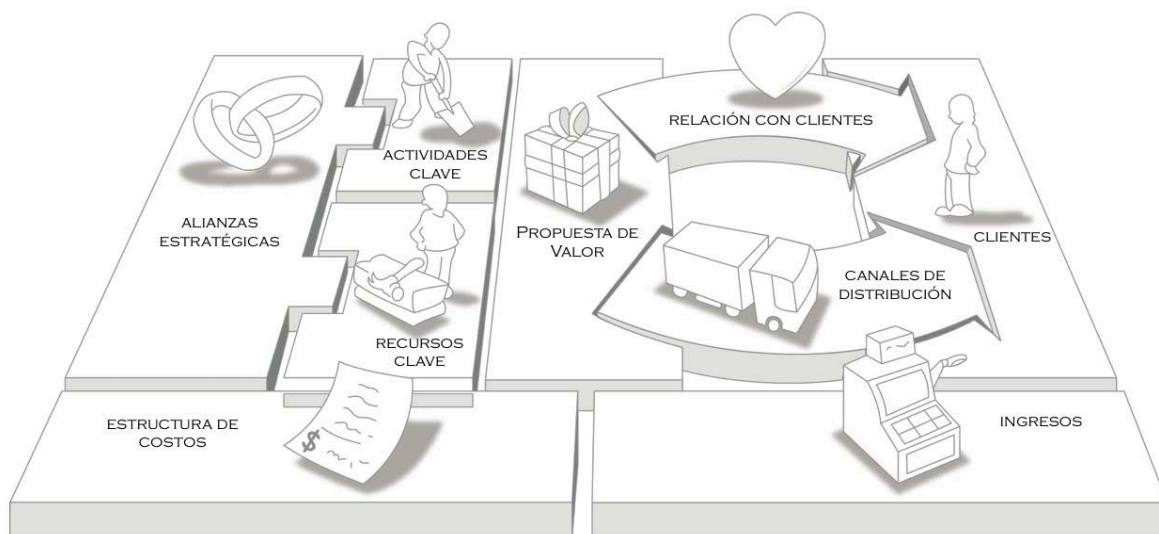 RELACIÓN CON CLIENTES
ACTIVIDADES
CLAVE
ALIANZAS
ESTRATÉGICAS
PROPUESTA DE
VALOR
CLIENTES
CANALES DE
DISTRIBUCIÓN
RECURSOS
CLAVE
ESTRUCTURA DE
COSTOS
$
INGRESOS